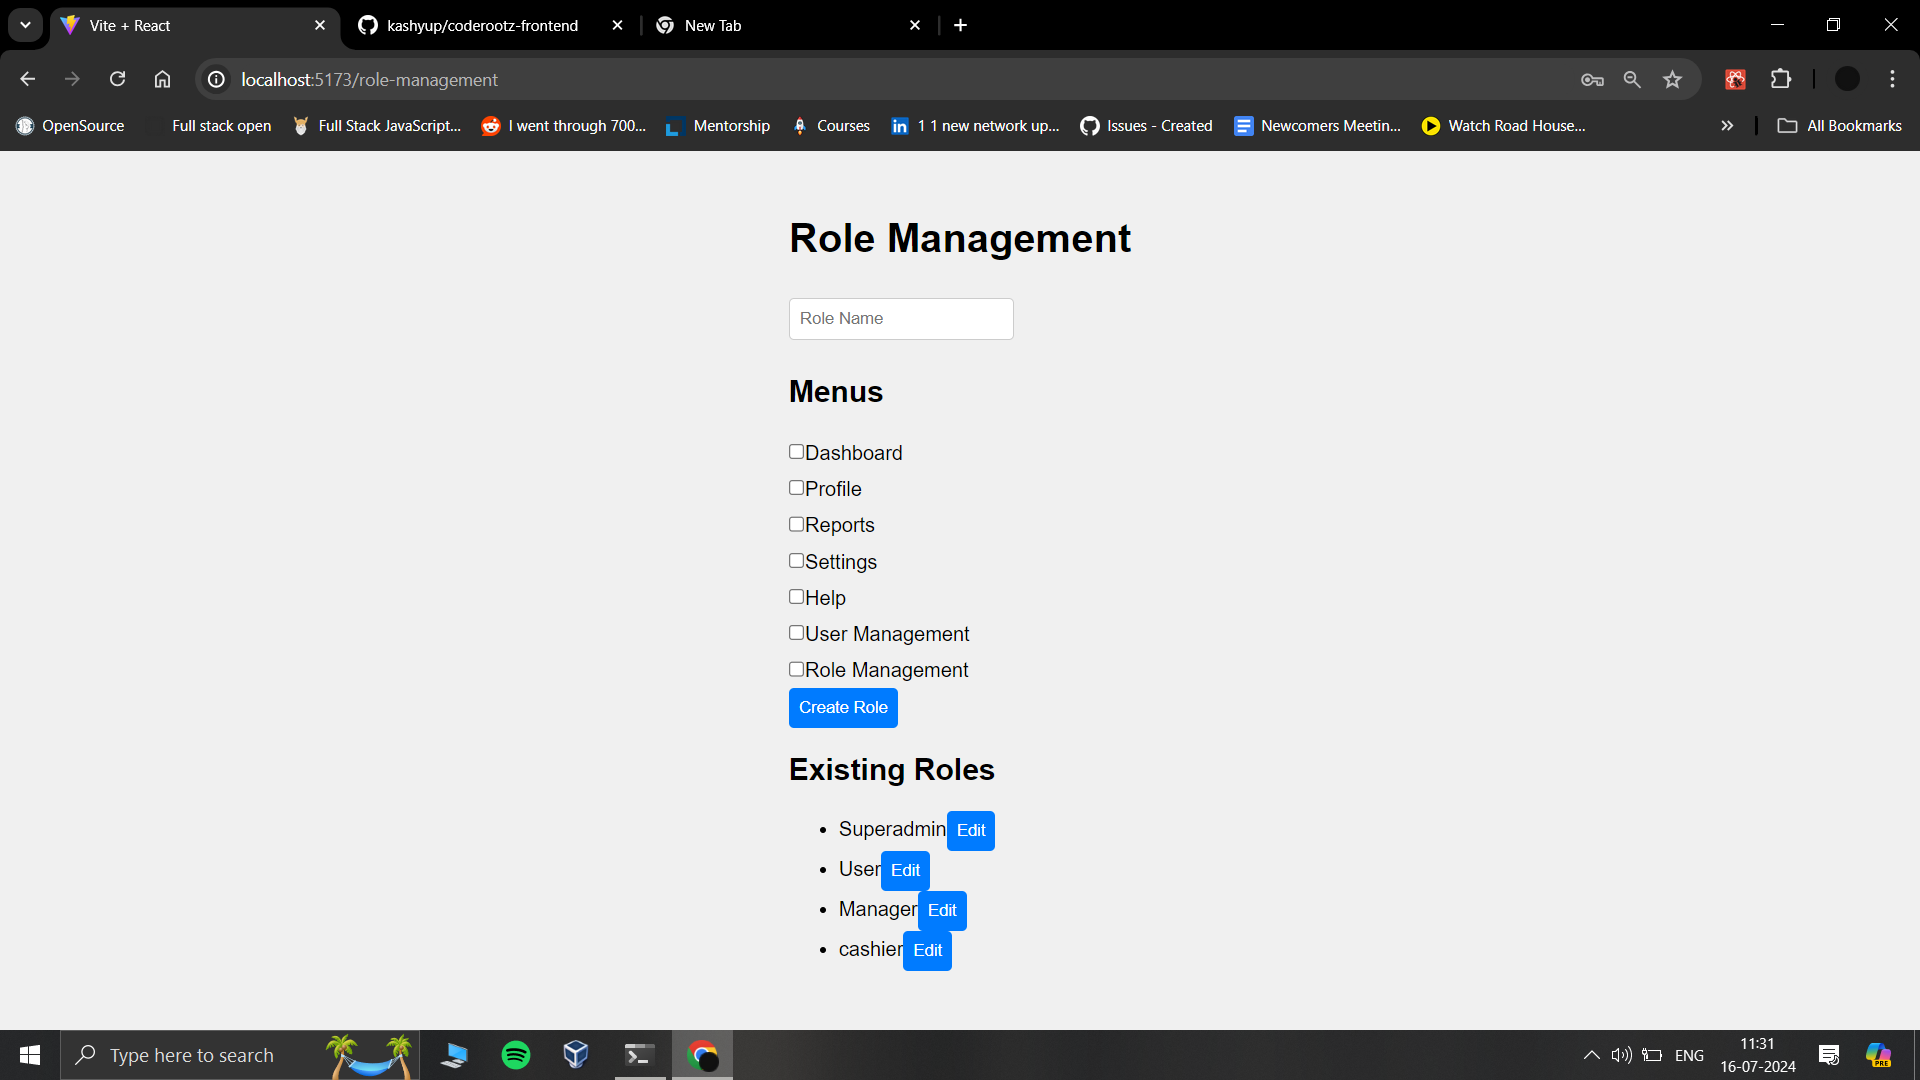 Vite + React
kashyup/coderootz-frontend
New Tab
localhost:5173/role-management
OpenSource
Full stack open
Full Stack JavaScript...
I went through 700...
Mentorship
Courses
1 1 new network up...
Issues - Created
Newcomers Meetin...
Watch Road House...
All Bookmarks
Role Management
Role Name
Menus
Dashboard
Profile
Reports
Settings
Help
User Management
Role Management
Create Role
Existing Roles
Superadmin Edit
User Edit
Manager Edit
cashier Edit
Type here to search
ENG
11:31
16-07-2024
PRE